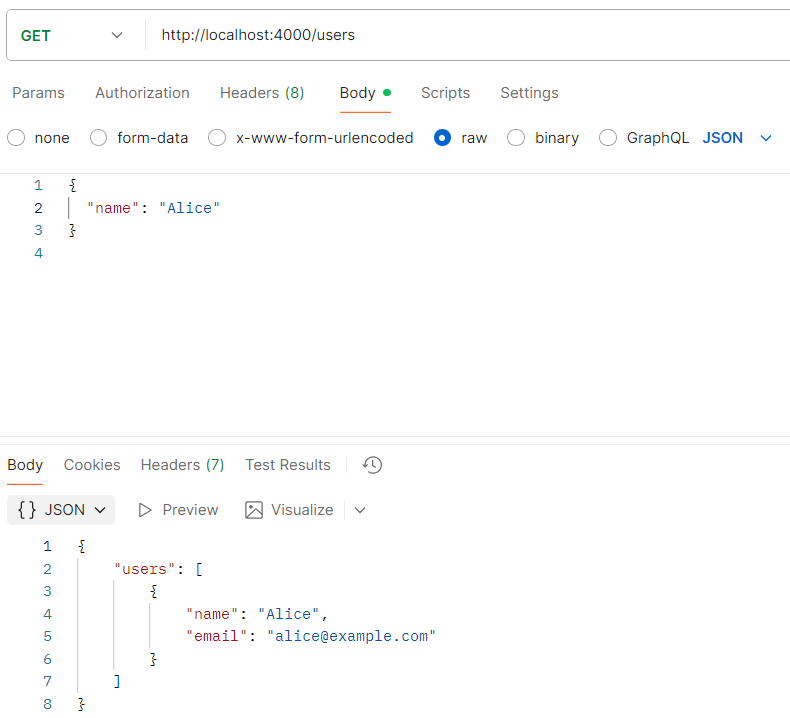 GET http://localhost:4000/users
Params Authorization Headers (8) Body Scripts Settings
none form-data x-www-form-urlencoded raw binary GraphQL JSON
1 {
2 "name": "Alice"
3 }
4
Body Cookies Headers (7) Test Results
{} JSON Preview Visualize
1 {
2 "users": [
3 {
4 "name": "Alice",
5 "email": "alice@example.com"
6 }
7 ]
8 }